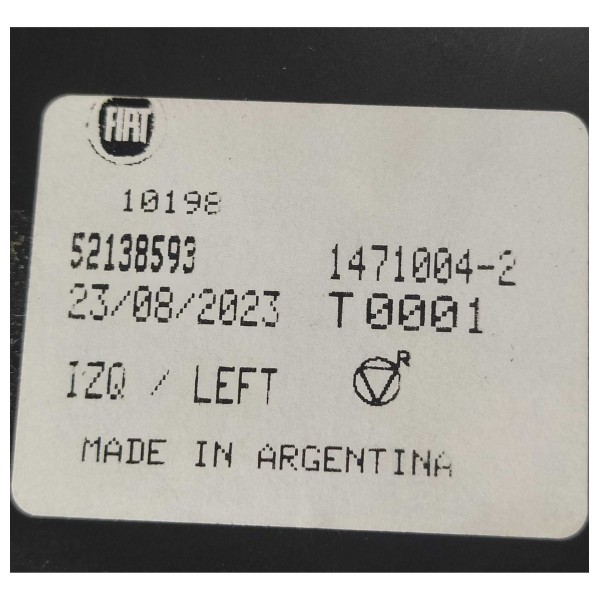 FIAT
10198
52138593 1471004-2
23/08/2023 T0001
IZQ / LEFT R
MADE IN ARGENTINA